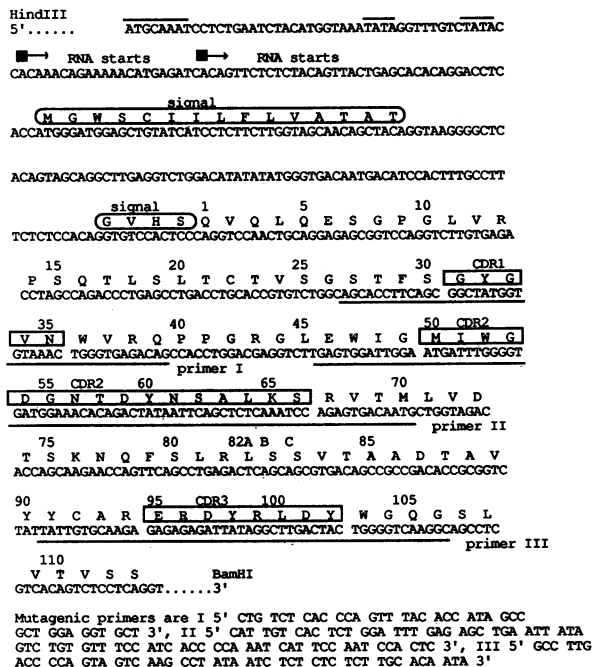 HindIII
5'...... ATGCAAATCCTCTGAATCTACATGGTAAATATAGGTTTGTCTATAC
RNA starts RNA starts
CACAAACAGAAAAACATGAGATCACAGTTCTCTCTACAGTTACTGAGCACACAGGACCTC
signal
M G W S C I I L F L V A T A T
ACCATGGGATGGAGCTGTATCATCCTCTTCTTGGTAGCAACAGCTACAGGTAAGGGGCTC
ACAGTAGCAGGCTTGAGGTCTGGACATATATATGGGTGACAATGACATCCACTTTGCCTT
signal 1 5 10
G V H S Q V Q L Q E S G P G L V R
TCTCTCCACAGGTGTCCACTCCCAGGTCCAACTGCAGGAGAGCGGTCCAGGTCTTGTGAGA
15 20 25 30 CDR1
P S Q T L S L T C T V S G S T F S G Y G
CCTAGCCAGACCCTGAGCCTGACCTGCACCGTGTCTGGCAGCACCTTCAGC GGCTATGGT
35 40 45 50 CDR2
V N W V R Q P P G R G L E W I G M I W G
GTAAAC TGGGTGAGACAGCCACCTGGACGAGGTCTTGAGTGGATTGGA ATGATTTGGGGT
primer I
55 CDR2 60 65 70
D G N T D Y N S A L K S R V T M L V D
GATGGAAACACAGACTATAATTCAGCTCTCAAATCC AGAGTGACAATGCTGGTAGAC
primer II
75 80 82A B C 85
T S K N Q F S L R L S S V T A A D T A V
ACCAGCAAGAACCAGTTCAGCCTGAGACTCAGCAGCGTGACAGCCGCCGACACCGCGGTC
90 95 CDR3 100 105
Y Y C A R E R D Y R L D Y W G Q G S L
TATTATTGTGCAAGA GAGAGAGATTATAGGCTTGACTAC TGGGGTCAAGGCAGCCTC
primer III
110
V T V S S BamHI
GTCACAGTCTCCTCAGGT......3'
Mutagenic primers are I 5' CTG TCT CAC CCA GTT TAC ACC ATA GCC
GCT GGA GGT GCT 3', II 5' CAT TGT CAC TCT GGA TTT GAG AGC TGA ATT ATA
GTC TGT GTT TCC ATC ACC CCA AAT CAT TCC AAT CCA CTC 3', III 5' GCC TTG
ACC CCA GTA GTC AAG CCT ATA ATC TCT CTC TCT TGC ACA ATA 3'